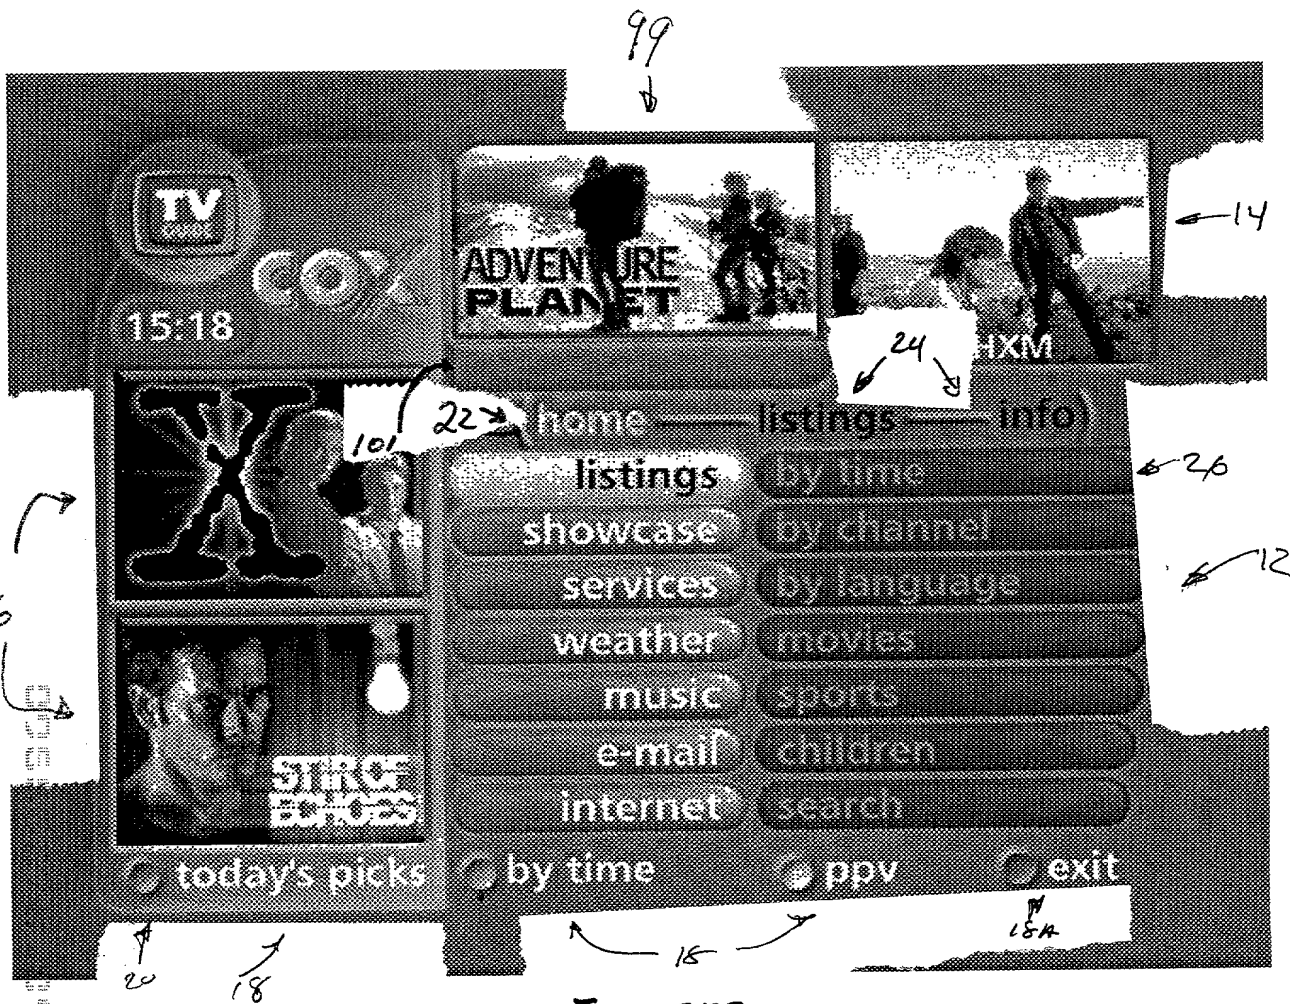 99
TV
GUIDE
COX
14
ADVENTURE
PLANET
15:18
24
HXM
X
101
22
home listings info
listings by time
26
showcase by channel
services by language
12
weather movies
music sports
e-mail children
STIR OF
ECHOES
internet search
today's picks by time ppv exit
20
18
18
18A